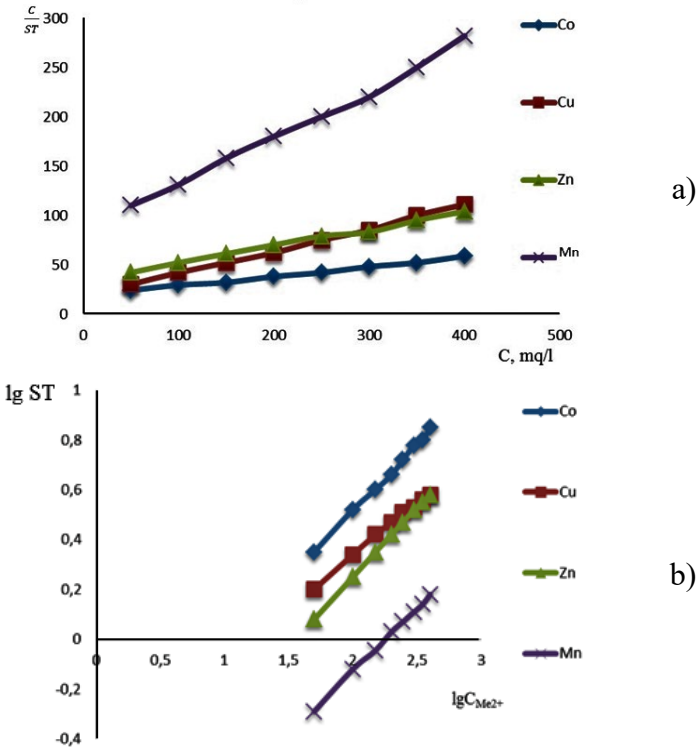 C/ST
300
250
200
150
100
50
0
0 100 200 300 400 500
C, mq/l
Co
Cu
Zn
Mn
a)
lg ST
1
0,8
0,6
0,4
0,2
0
-0,2
-0,4
0 0,5 1 1,5 2 2,5 3
lgC Me2+
Co
Cu
Zn
Mn
b)